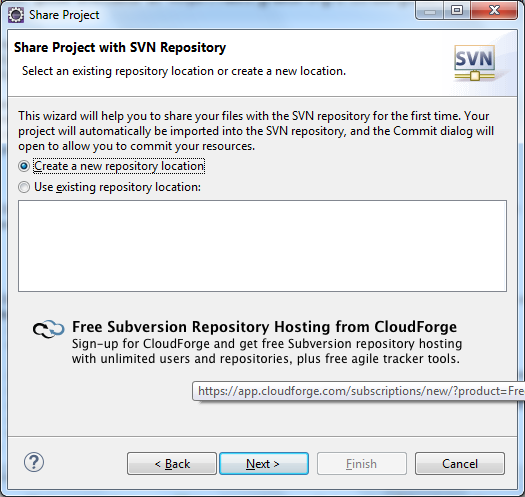 Share Project
Share Project with SVN Repository
Select an existing repository location or create a new location.
SVN
This wizard will help you to share your files with the SVN repository for the first time. Your
project will automatically be imported into the SVN repository, and the Commit dialog will
open to allow you to commit your resources.
Create a new repository location
Use existing repository location:
Free Subversion Repository Hosting from CloudForge
Sign-up for CloudForge and get free Subversion repository hosting
with unlimited users and repositories, plus free agile tracker tools.
https://app.cloudforge.com/subscriptions/new/?product=Fre
?
< Back
Next >
Finish
Cancel